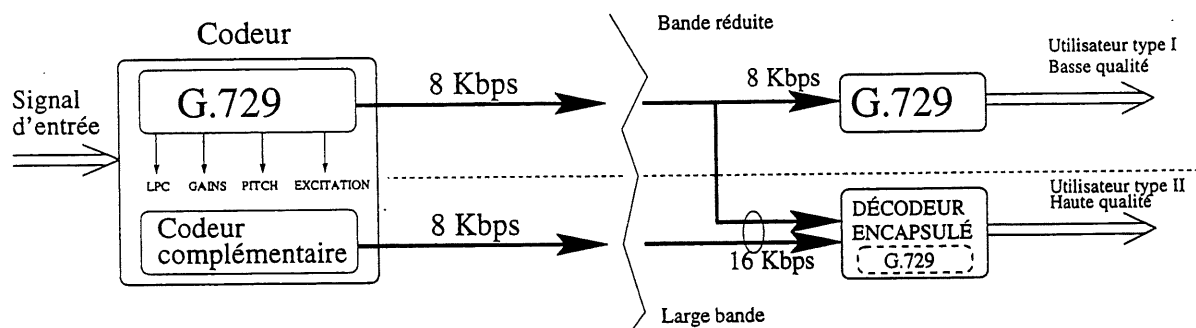 Codeur
Bande réduite
Signal
d'entrée
G.729
8 Kbps
8 Kbps
G.729
Utilisateur type I
Basse qualité
LPC GAINS PITCH EXCITATION
Codeur
complémentaire
8 Kbps
16 Kbps
DÉCODEUR
ENCAPSULÉ
G.729
Utilisateur type II
Haute qualité
Large bande